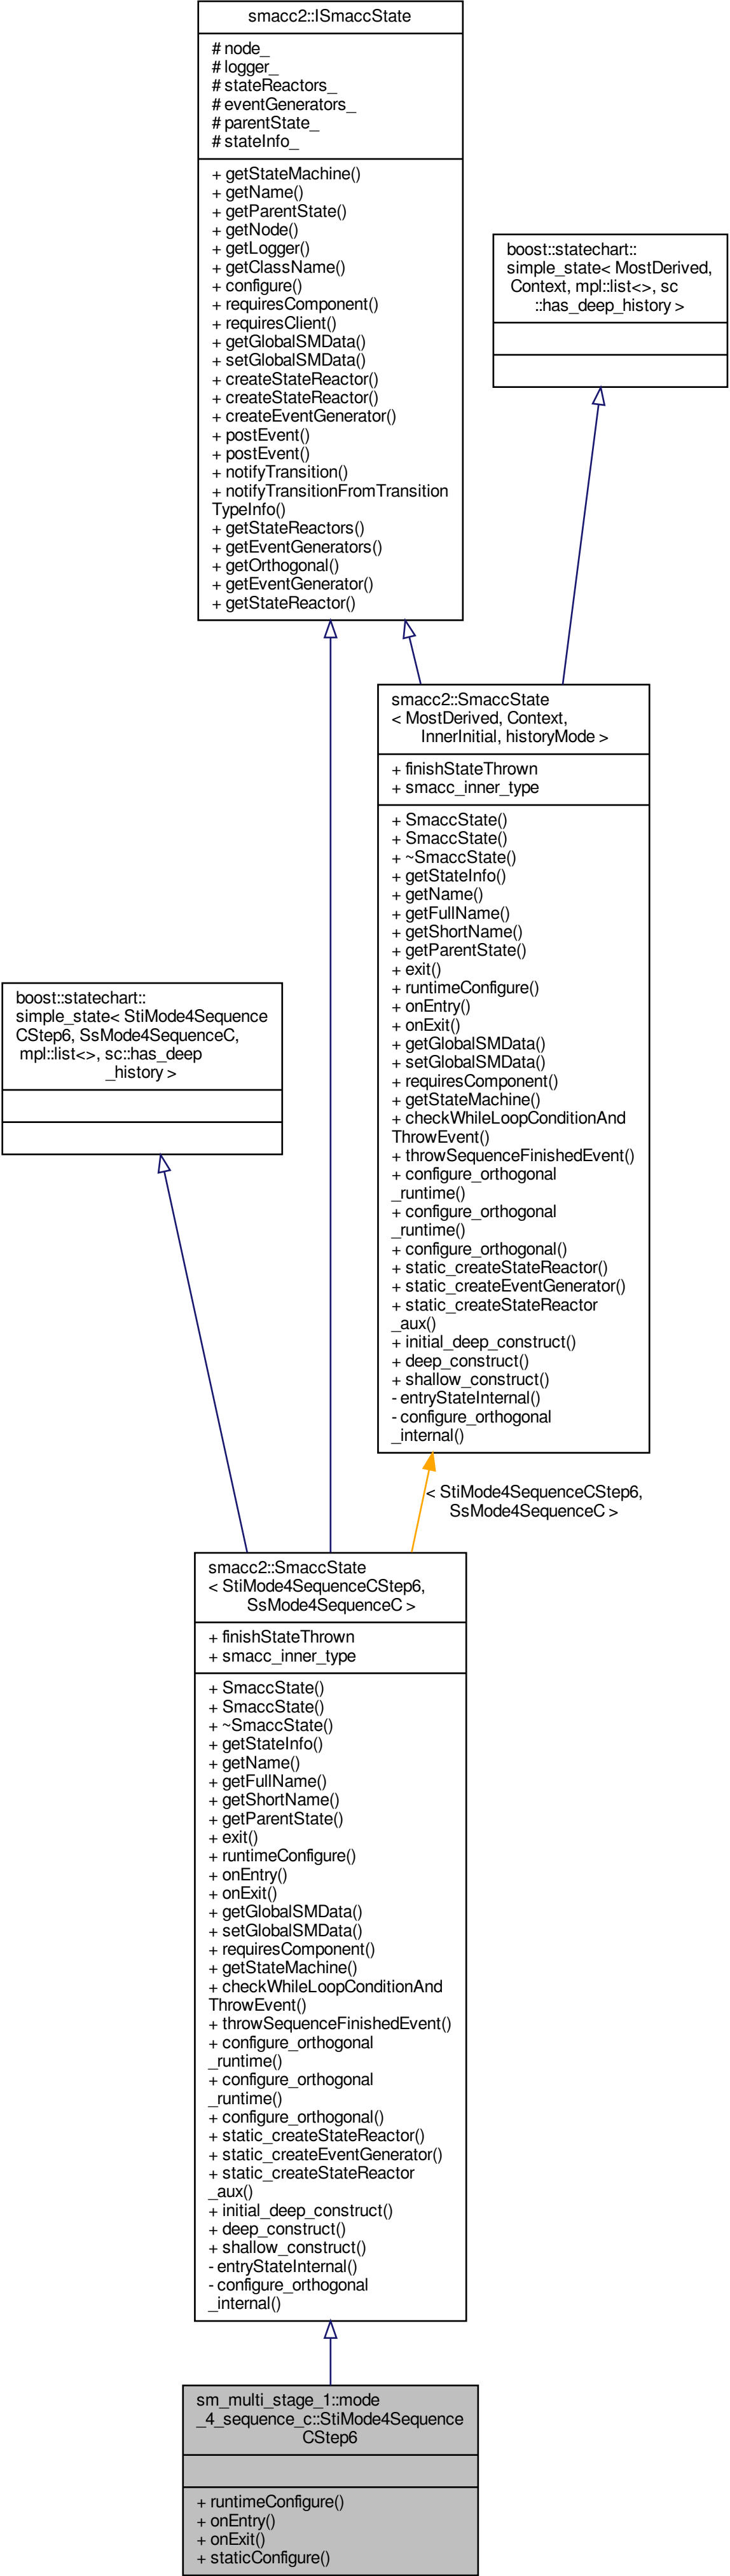 smacc2::ISmaccState
# node_
# logger_
# stateReactors_
# eventGenerators_
# parentState_
# stateInfo_
+ getStateMachine()
+ getName()
+ getParentState()
+ getNode()
+ getLogger()
+ getClassName()
+ configure()
+ requiresComponent()
+ requiresClient()
+ getGlobalSMData()
+ setGlobalSMData()
+ createStateReactor()
+ createStateReactor()
+ createEventGenerator()
+ postEvent()
+ postEvent()
+ notifyTransition()
+ notifyTransitionFromTransition
TypeInfo()
+ getStateReactors()
+ getEventGenerators()
+ getOrthogonal()
+ getEventGenerator()
+ getStateReactor()
boost::statechart::
simple_state< MostDerived,
Context, mpl::list<>, sc
::has_deep_history >
smacc2::SmaccState
< MostDerived, Context,
InnerInitial, historyMode >
+ finishStateThrown
+ smacc_inner_type
+ SmaccState()
+ SmaccState()
+ ~SmaccState()
+ getStateInfo()
+ getName()
+ getFullName()
+ getShortName()
+ getParentState()
+ exit()
+ runtimeConfigure()
+ onEntry()
+ onExit()
+ getGlobalSMData()
+ setGlobalSMData()
+ requiresComponent()
+ getStateMachine()
+ checkWhileLoopConditionAnd
ThrowEvent()
+ throwSequenceFinishedEvent()
+ configure_orthogonal
_runtime()
+ configure_orthogonal
_runtime()
+ configure_orthogonal()
+ static_createStateReactor()
+ static_createEventGenerator()
+ static_createStateReactor
_aux()
+ initial_deep_construct()
+ deep_construct()
+ shallow_construct()
- entryStateInternal()
- configure_orthogonal
_internal()
boost::statechart::
simple_state< StiMode4Sequence
CStep6, SsMode4SequenceC,
mpl::list<>, sc::has_deep
_history >
< StiMode4SequenceCStep6,
SsMode4SequenceC >
smacc2::SmaccState
< StiMode4SequenceCStep6,
SsMode4SequenceC >
+ finishStateThrown
+ smacc_inner_type
+ SmaccState()
+ SmaccState()
+ ~SmaccState()
+ getStateInfo()
+ getName()
+ getFullName()
+ getShortName()
+ getParentState()
+ exit()
+ runtimeConfigure()
+ onEntry()
+ onExit()
+ getGlobalSMData()
+ setGlobalSMData()
+ requiresComponent()
+ getStateMachine()
+ checkWhileLoopConditionAnd
ThrowEvent()
+ throwSequenceFinishedEvent()
+ configure_orthogonal
_runtime()
+ configure_orthogonal
_runtime()
+ configure_orthogonal()
+ static_createStateReactor()
+ static_createEventGenerator()
+ static_createStateReactor
_aux()
+ initial_deep_construct()
+ deep_construct()
+ shallow_construct()
- entryStateInternal()
- configure_orthogonal
_internal()
sm_multi_stage_1::mode
_4_sequence_c::StiMode4Sequence
CStep6
+ runtimeConfigure()
+ onEntry()
+ onExit()
+ staticConfigure()